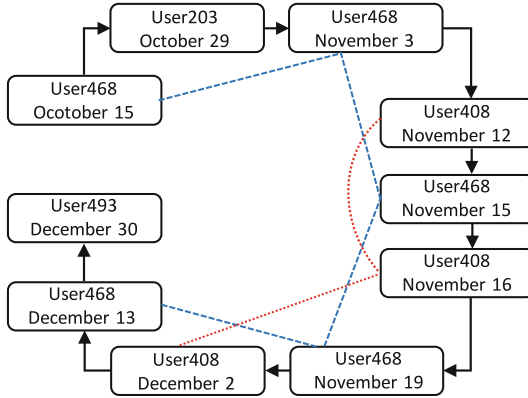 User203
October 29
User468
November 3
User468
Ocotober 15
User408
November 12
User468
November 15
User493
December 30
User408
November 16
User468
December 13
User408
December 2
User468
November 19